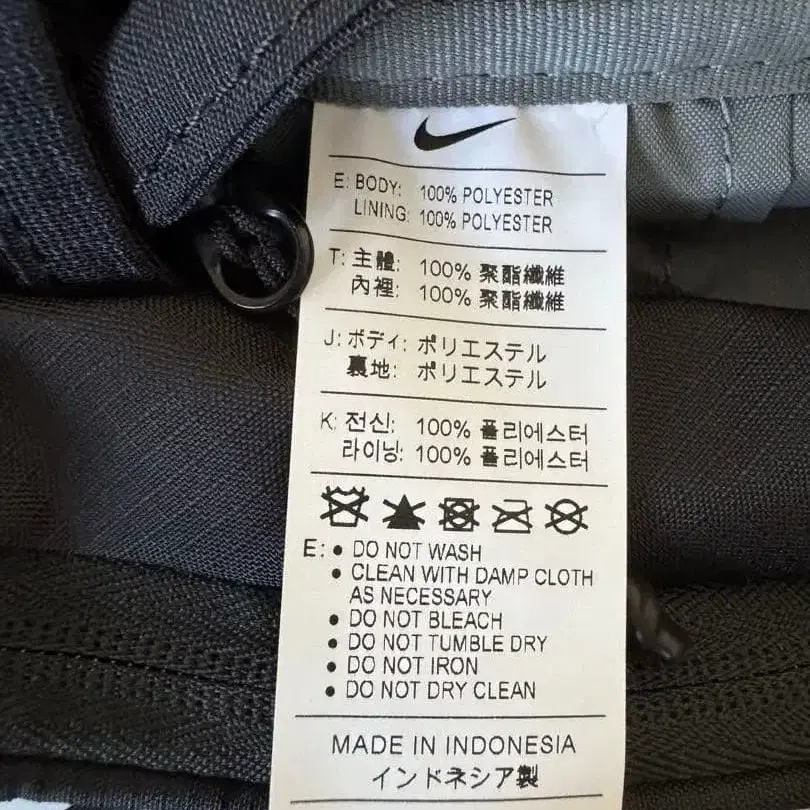 E: BODY: 100% POLYESTER
LINING: 100% POLYESTER
T: 主體: 100% 聚酯纖維
內裡: 100% 聚酯纖維
J: ボディ: ポリエステル
裏地: ポリエステル
K: 전신: 100% 폴리에스터
라이닝: 100% 폴리에스터
E: • DO NOT WASH
• CLEAN WITH DAMP CLOTH
AS NECESSARY
• DO NOT BLEACH
• DO NOT TUMBLE DRY
• DO NOT IRON
• DO NOT DRY CLEAN
MADE IN INDONESIA
インドネシア製